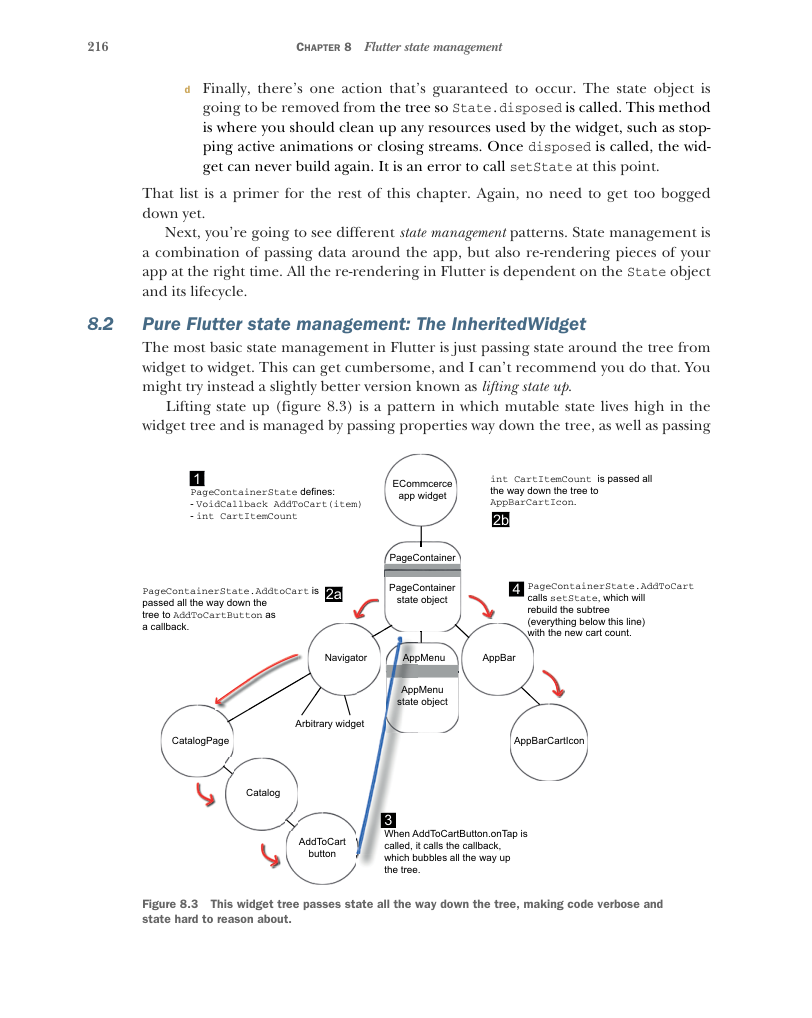 216
CHAPTER 8 Flutter state management
d Finally, there's one action that's guaranteed to occur. The state object is
going to be removed from the tree so State.disposed is called. This method
is where you should clean up any resources used by the widget, such as stop-
ping active animations or closing streams. Once disposed is called, the wid-
get can never build again. It is an error to call setState at this point.
That list is a primer for the rest of this chapter. Again, no need to get too bogged
down yet.
Next, you're going to see different state management patterns. State management is
a combination of passing data around the app, but also re-rendering pieces of your
app at the right time. All the re-rendering in Flutter is dependent on the State object
and its lifecycle.
8.2 Pure Flutter state management: The InheritedWidget
The most basic state management in Flutter is just passing state around the tree from
widget to widget. This can get cumbersome, and I can't recommend you do that. You
might try instead a slightly better version known as lifting state up.
Lifting state up (figure 8.3) is a pattern in which mutable state lives high in the
widget tree and is managed by passing properties way down the tree, as well as passing
1
PageContainerState defines:
- VoidCallback AddToCart(item)
- int CartItemCount
ECommcerce
app widget
int CartItemCount is passed all
the way down the tree to
AppBarCartIcon.
2b
PageContainer
PageContainer
state object
PageContainerState.AddtoCart is
passed all the way down the
tree to AddToCartButton as
a callback.
2a
4
PageContainerState.AddToCart
calls setState, which will
rebuild the subtree
(everything below this line)
with the new cart count.
Navigator
AppMenu
AppMenu
state object
AppBar
Arbitrary widget
CatalogPage
AppBarCartIcon
Catalog
AddToCart
button
3
When AddToCartButton.onTap is
called, it calls the callback,
which bubbles all the way up
the tree.
Figure 8.3 This widget tree passes state all the way down the tree, making code verbose and
state hard to reason about.